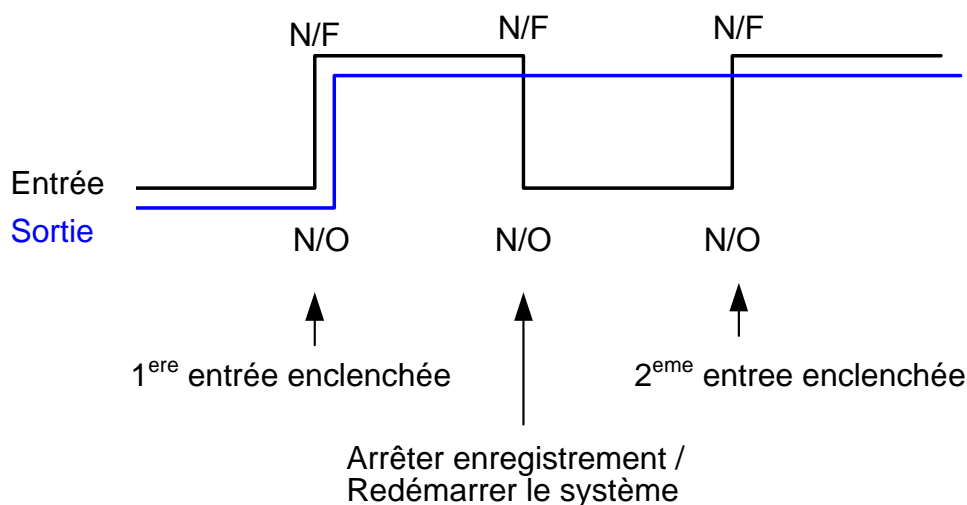 N/F N/F N/F
Entrée
Sortie
N/O N/O N/O
1ere entrée enclenchée 2eme entree enclenchée
Arrêter enregistrement /
Redémarrer le système